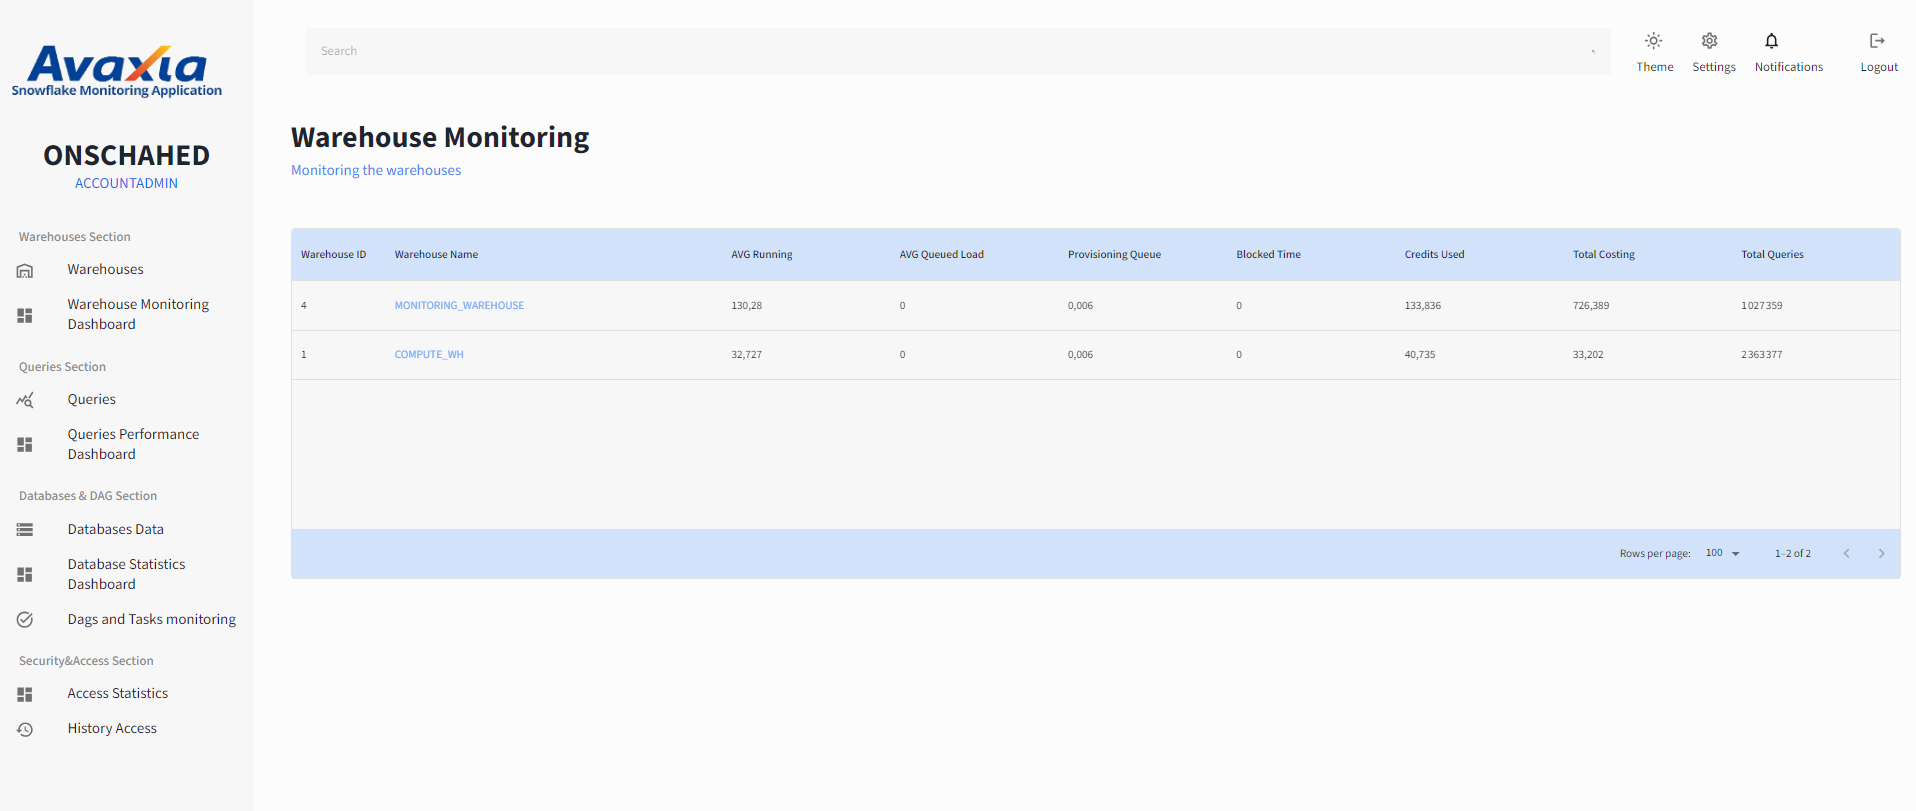 Avaxia
Snowflake Monitoring Application
ONSCHAHED
ACCOUNTADMIN
Warehouses Section
Warehouses
Warehouse Monitoring
Dashboard
Queries Section
Queries
Queries Performance
Dashboard
Databases & DAG Section
Databases Data
Database Statistics
Dashboard
Dags and Tasks monitoring
Security&Access Section
Access Statistics
History Access
Search
Theme Settings Notifications Logout
Warehouse Monitoring
Monitoring the warehouses
Warehouse ID Warehouse Name AVG Running AVG Queued Load Provisioning Queue Blocked Time Credits Used Total Costing Total Queries
4 MONITORING_WAREHOUSE 130,28 0 0,006 0 133,836 726,389 1027359
1 COMPUTE_WH 32,727 0 0,006 0 40,735 33,202 2363377
Rows per page: 100 1–2 of 2